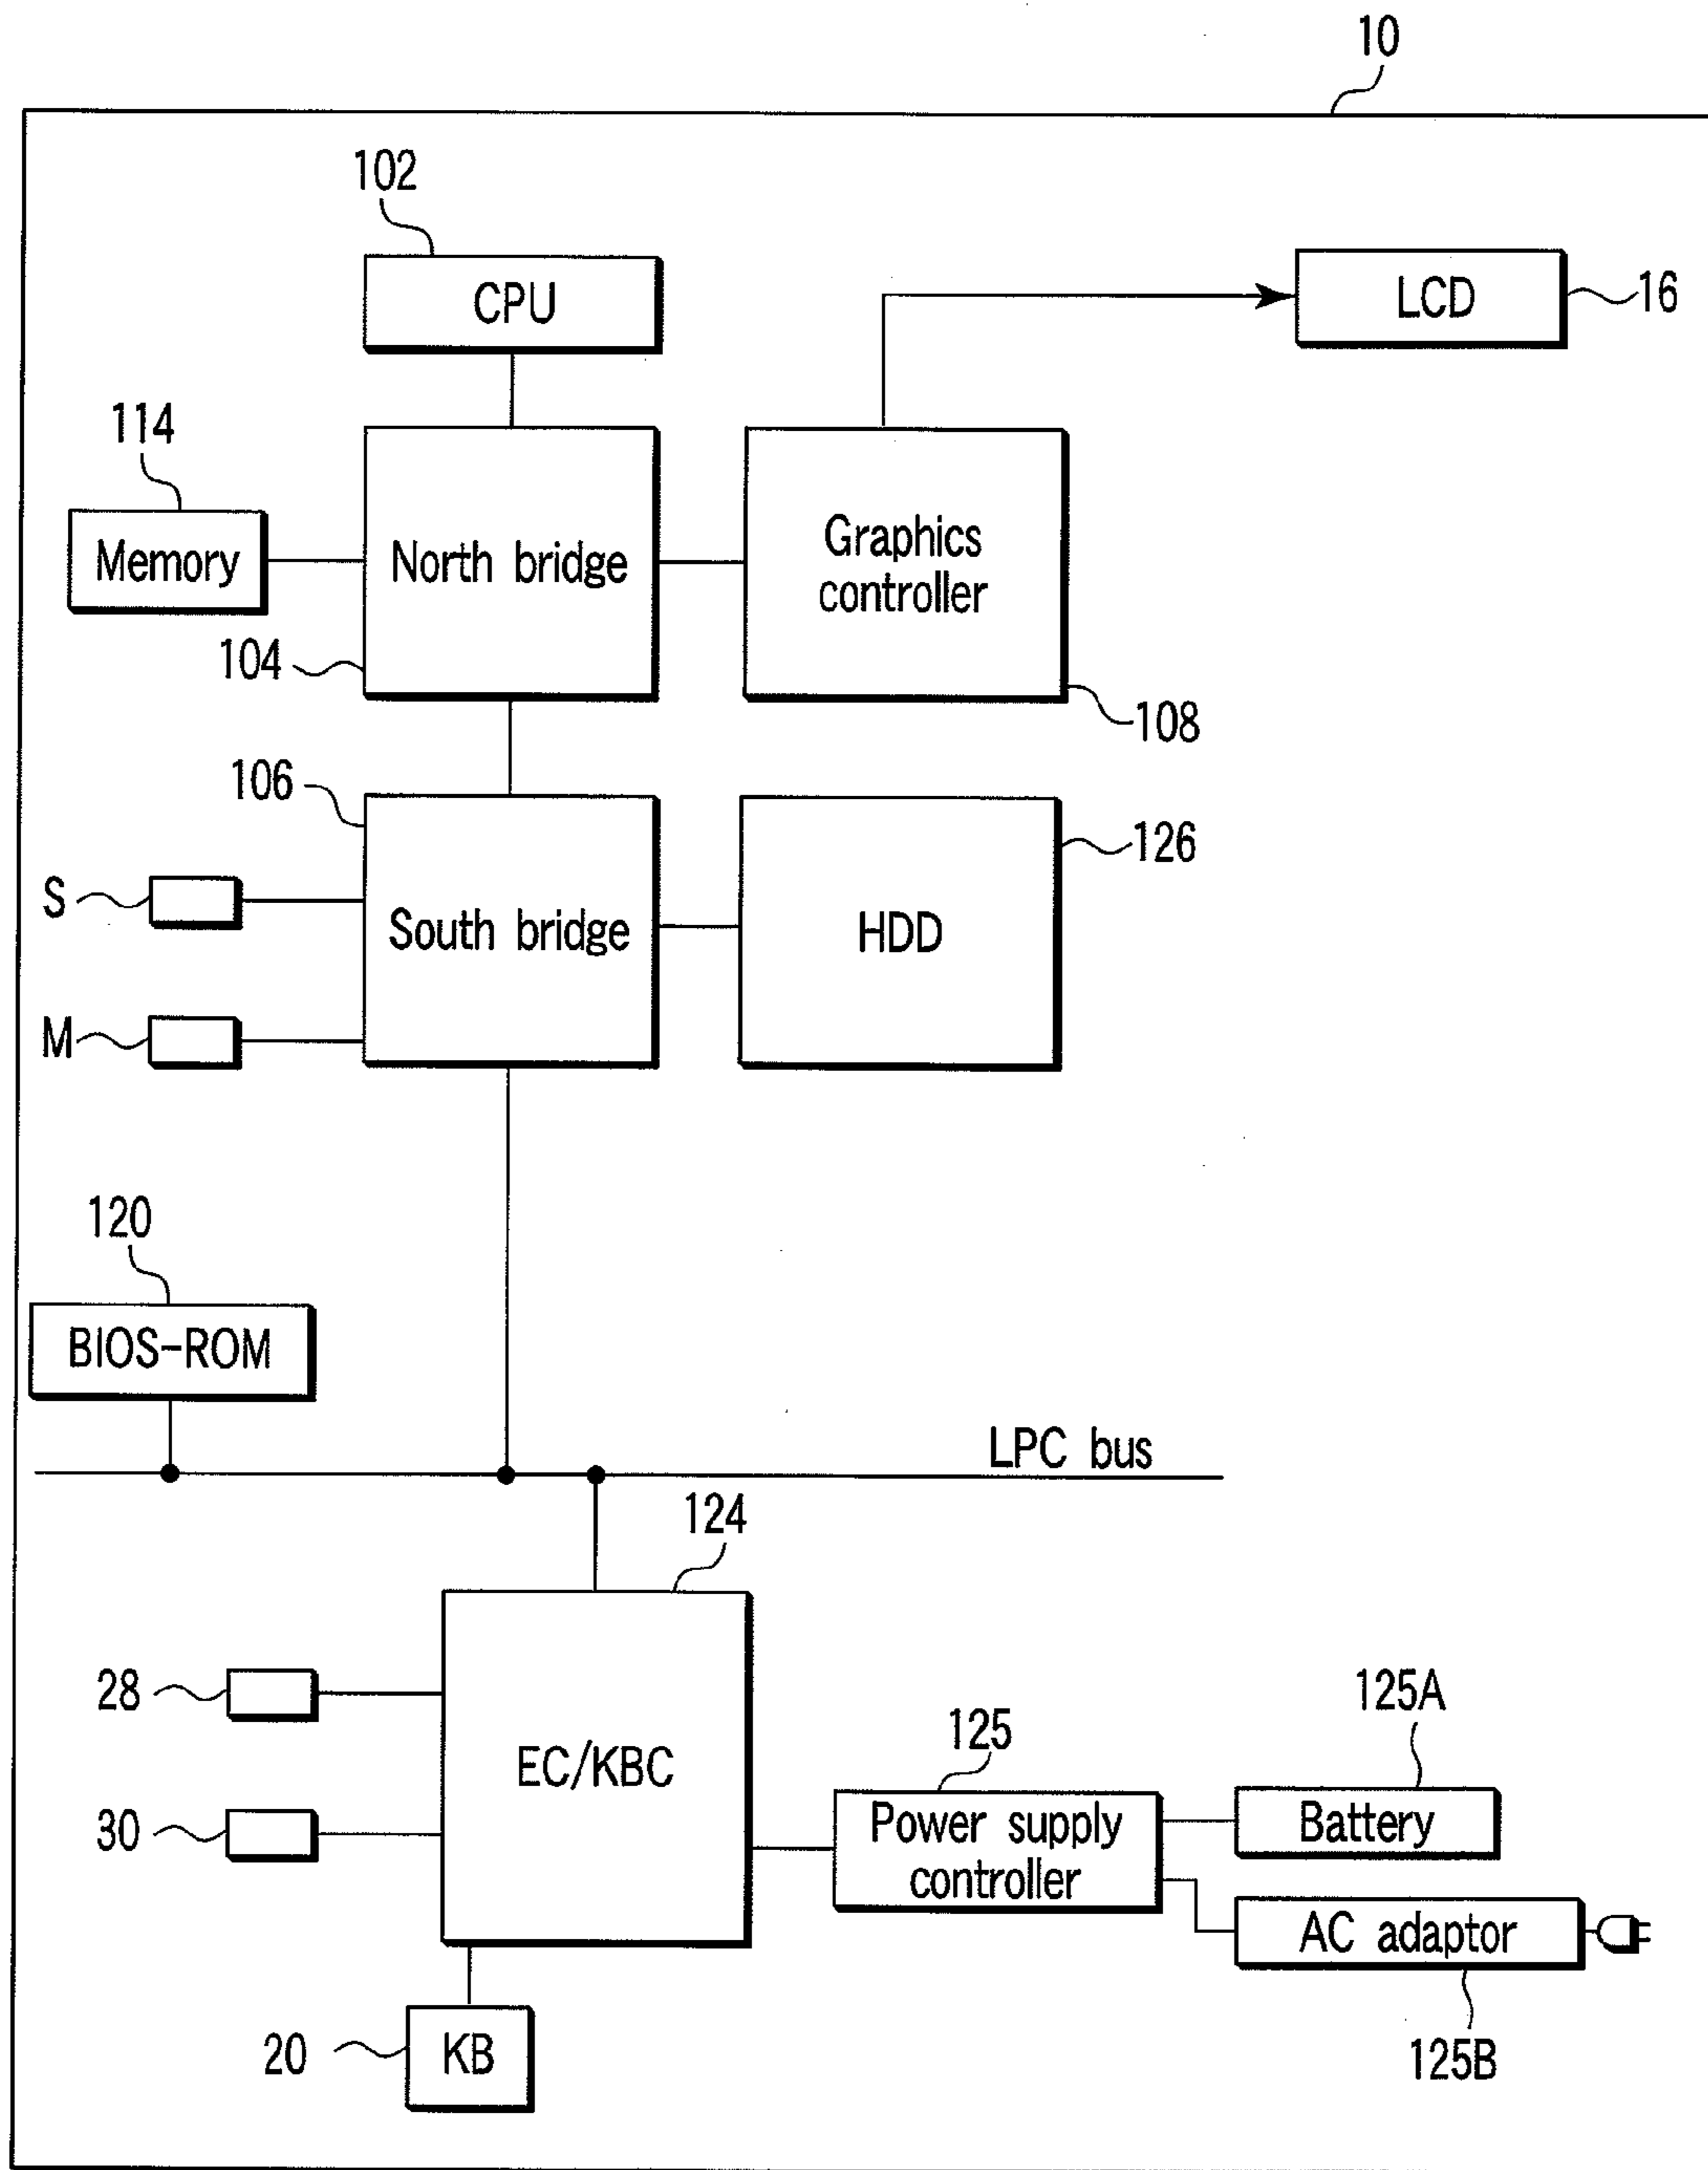 10
102
CPU
LCD
16
114
Memory
North bridge
Graphics
controller
104
108
106
126
S
South bridge
HDD
M
120
BIOS-ROM
LPC bus
124
28
EC/KBC
125
125A
30
Power supply
controller
Battery
AC adaptor
20
KB
125B